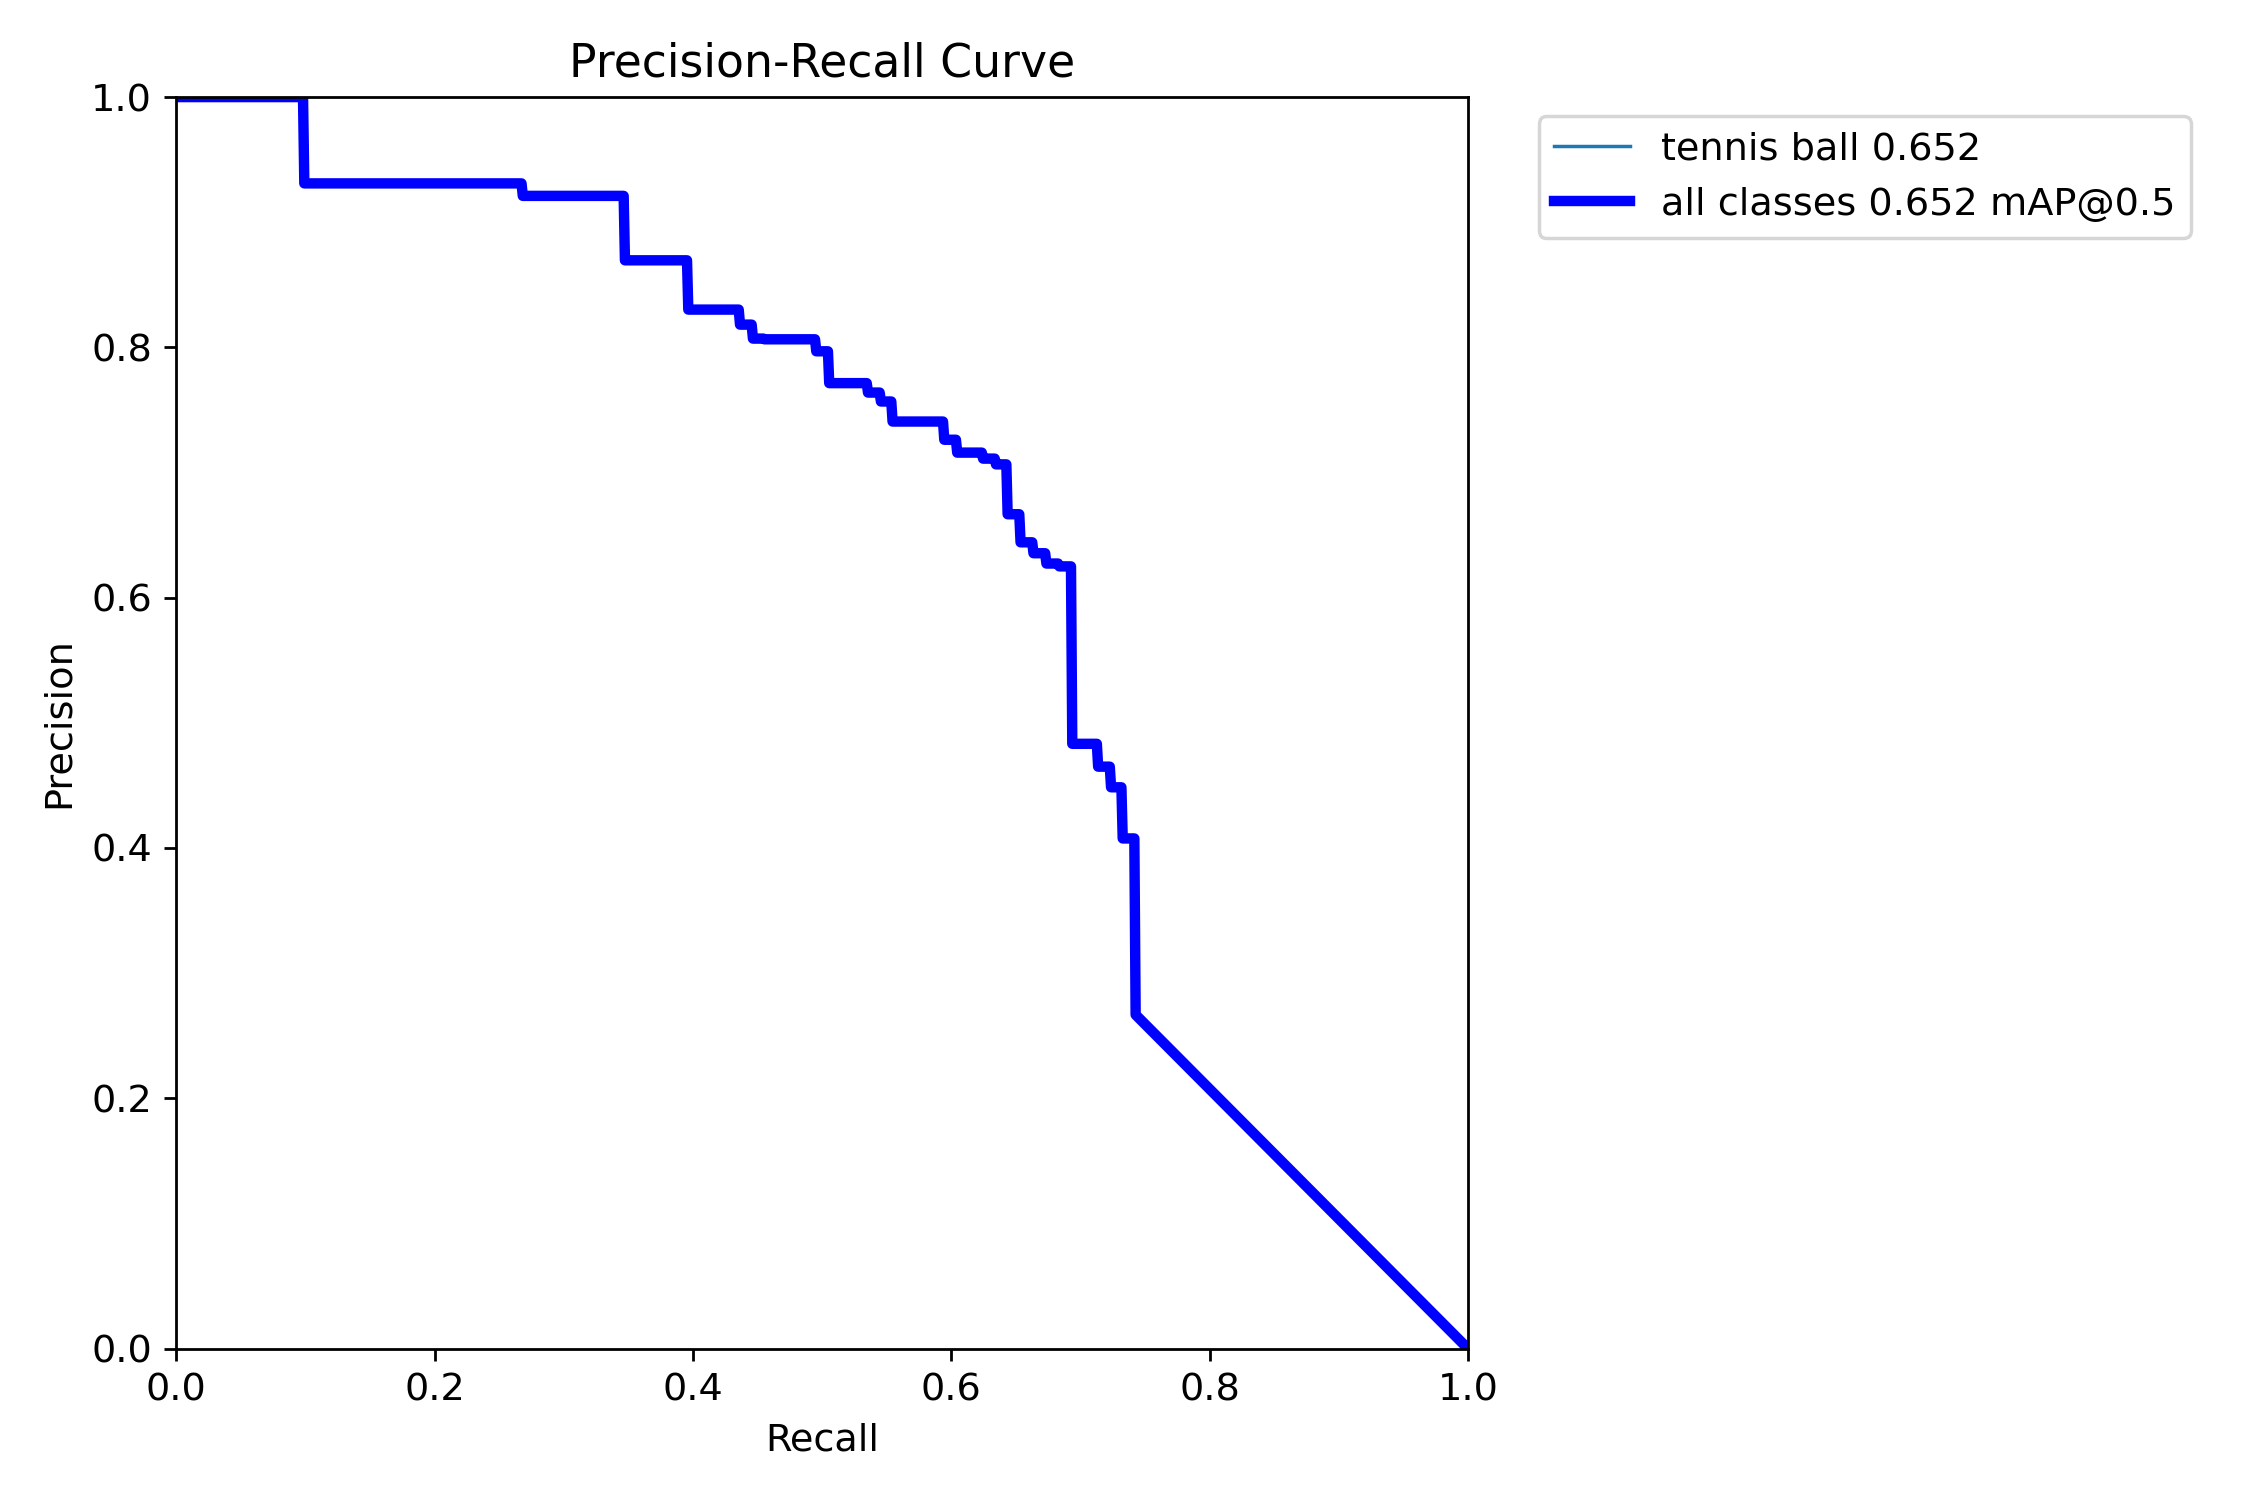 Precision-Recall Curve
1.0
0.8
0.6
0.4
0.2
0.0
Precision
0.0 0.2 0.4 0.6 0.8 1.0
Recall
tennis ball 0.652
all classes 0.652 mAP@0.5